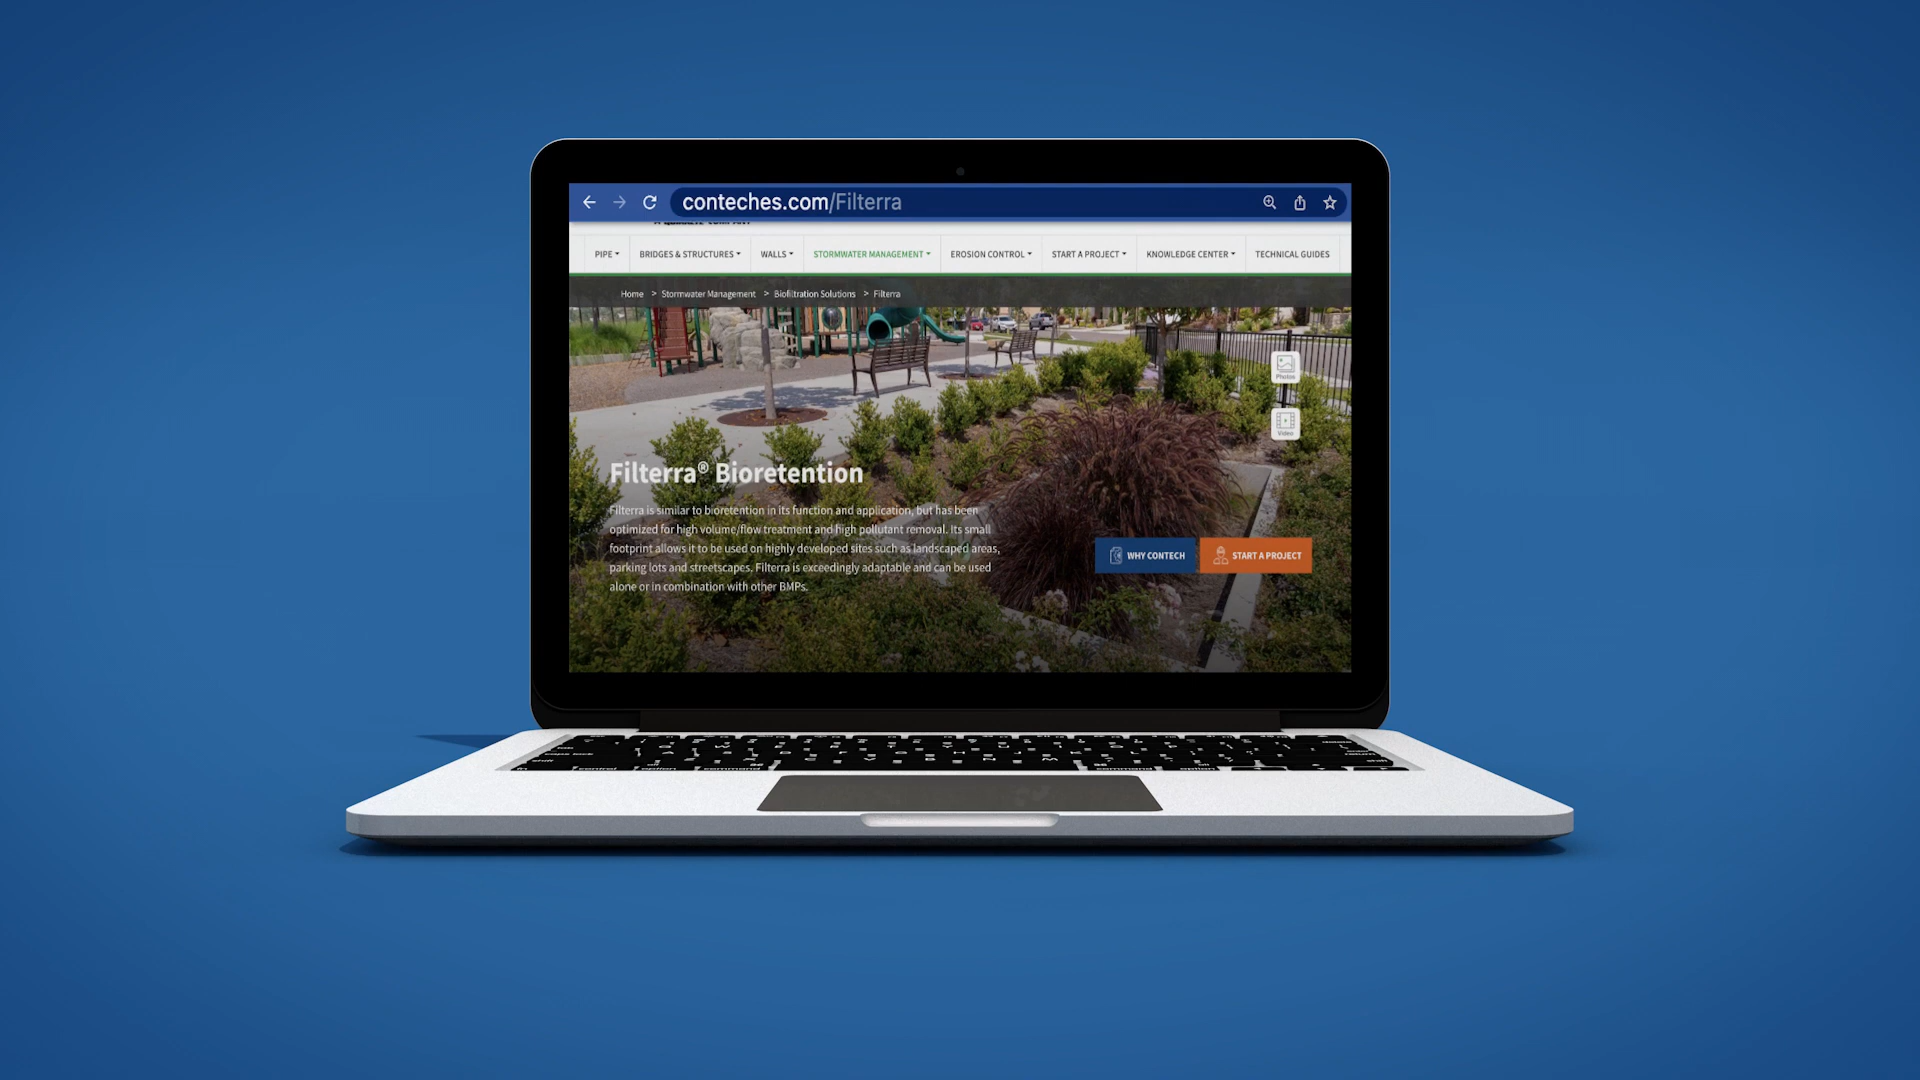 conteches.com/Filterra
PIPE BRIDGES & STRUCTURES WALLS STORMWATER MANAGEMENT EROSION CONTROL START A PROJECT KNOWLEDGE CENTER TECHNICAL GUIDES
Home > Stormwater Management > Biofiltration Solutions > Filterra
Photos
Video
Filterra® Bioretention
Filterra is similar to bioretention in its function and application, but has been
optimized for high volume/flow treatment and high pollutant removal. Its small
footprint allows it to be used on highly developed sites such as landscaped areas,
parking lots and streetscapes. Filterra is exceedingly adaptable and can be used
alone or in combination with other BMPs.
WHY CONTECH START A PROJECT